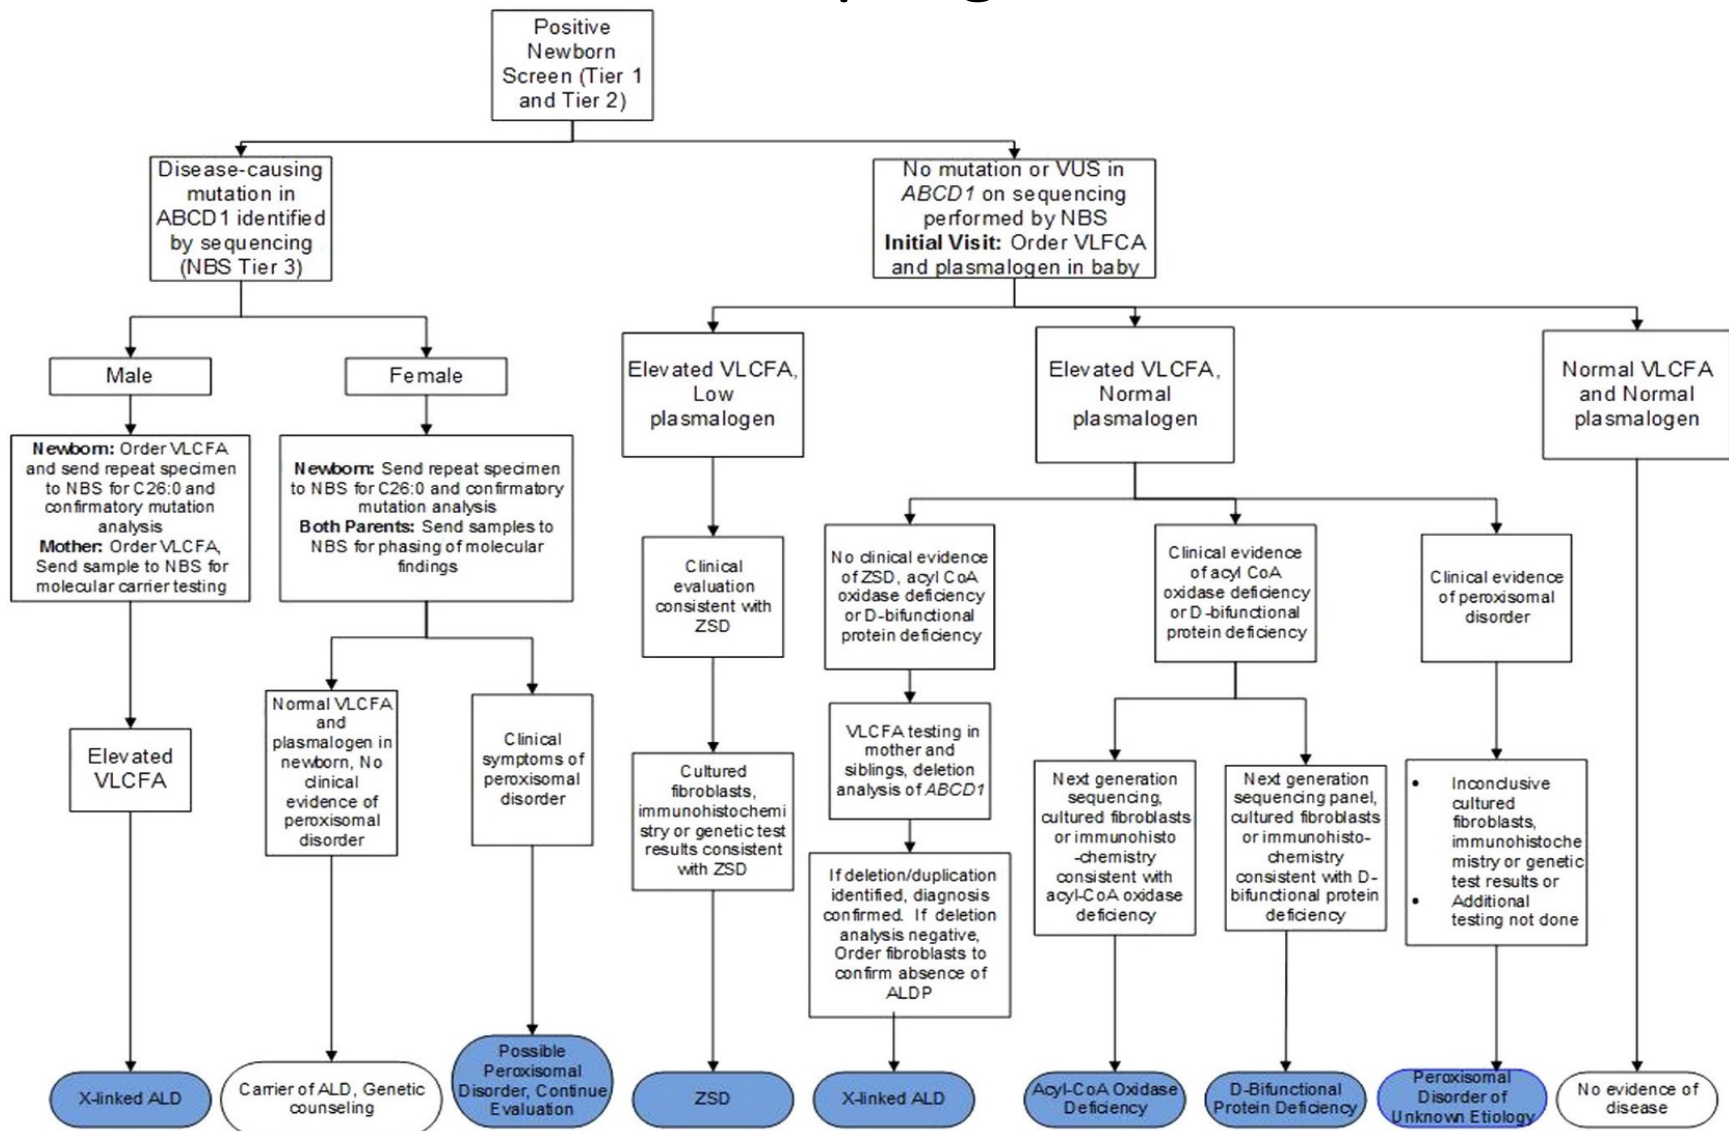 Positive
Newborn
Screen (Tier 1
and Tier 2)
Disease-causing
mutation in
ABCD1 identified
by sequencing
(NBS Tier 3)
No mutation or VUS in
ABCD1 on sequencing
performed by NBS
Initial Visit: Order VLFCA
and plasmalogen in baby
Male
Female
Elevated VLCFA,
Low
plasmalogen
Elevated VLCFA,
Normal
plasmalogen
Normal VLCFA
and Normal
plasmalogen
Newborn: Order VLCFA
and send repeat specimen
to NBS for C26:0 and
confirmatory mutation
analysis
Mother: Order VLCFA,
Send sample to NBS for
molecular carrier testing
Newborn: Send repeat specimen
to NBS for C26:0 and confirmatory
mutation analysis
Both Parents: Send samples to
NBS for phasing of molecular
findings
Clinical
evaluation
consistent with
ZSD
No clinical evidence
of ZSD, acyl CoA
oxidase deficiency
or D-bifunctional
protein deficiency
Clinical evidence
of acyl CoA
oxidase deficiency
or D-bifunctional
protein deficiency
Clinical evidence
of peroxisomal
disorder
Elevated
VLCFA
Normal VLCFA
and
plasmalogen in
newborn, No
clinical
evidence of
peroxisomal
disorder
Clinical
symptoms of
peroxisomal
disorder
Cultured
fibroblasts,
immunohistochemi
stry or genetic test
results consistent
with ZSD
VLCFA testing in
mother and
siblings, deletion
analysis of ABCD1
If deletion/duplication
identified, diagnosis
confirmed. If deletion
analysis negative,
Order fibroblasts to
confirm absence of
ALDP
Next generation
sequencing,
cultured fibroblasts
or immunohisto
-chemistry
consistent with
acyl-CoA oxidase
deficiency
Next generation
sequencing panel,
cultured fibroblasts
or immunohisto-
chemistry
consistent with D-
bifunctional protein
deficiency
• Inconclusive
cultured
fibroblasts,
immunohistoche
mistry or genetic
test results or
• Additional
testing not done
X-linked ALD
Carrier of ALD, Genetic
counseling
Possible
Peroxisomal
Disorder, Continue
Evaluation
ZSD
X-linked ALD
Acyl-CoA Oxidase
Deficiency
D-Bifunctional
Protein Deficiency
Peroxisomal
Disorder of
Unknown Etiology
No evidence of
disease